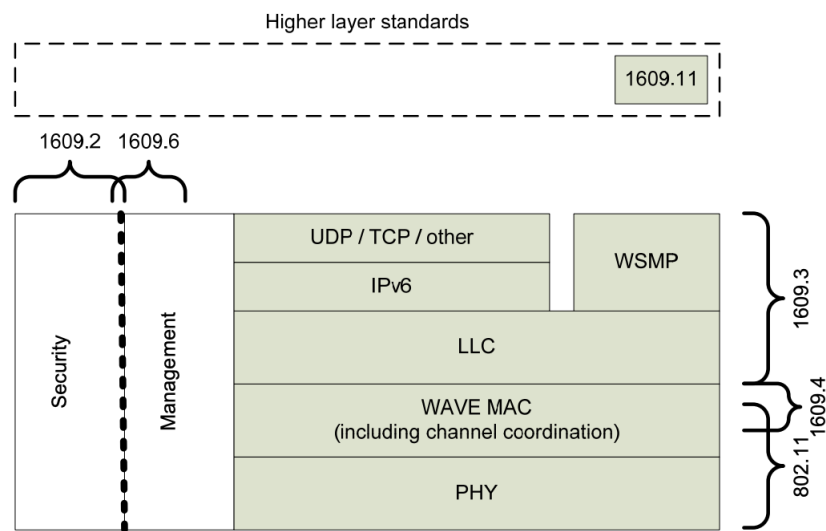 Higher layer standards
1609.11
1609.2
1609.6
UDP / TCP / other
WSMP
IPv6
1609.3
LLC
Security
Management
WAVE MAC
(including channel coordination)
1609.4
802.11
PHY